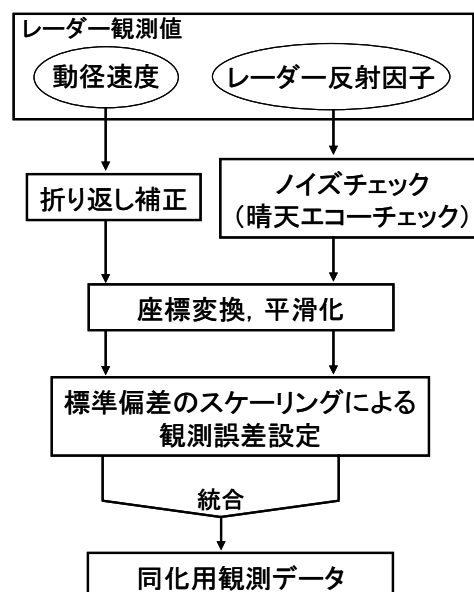 レーダー観測値
動径速度
レーダー反射因子
折り返し補正
ノイズチェック
（晴天エコーチェック）
座標変換, 平滑化
標準偏差のスケーリングによる
観測誤差設定
統合
同化用観測データ